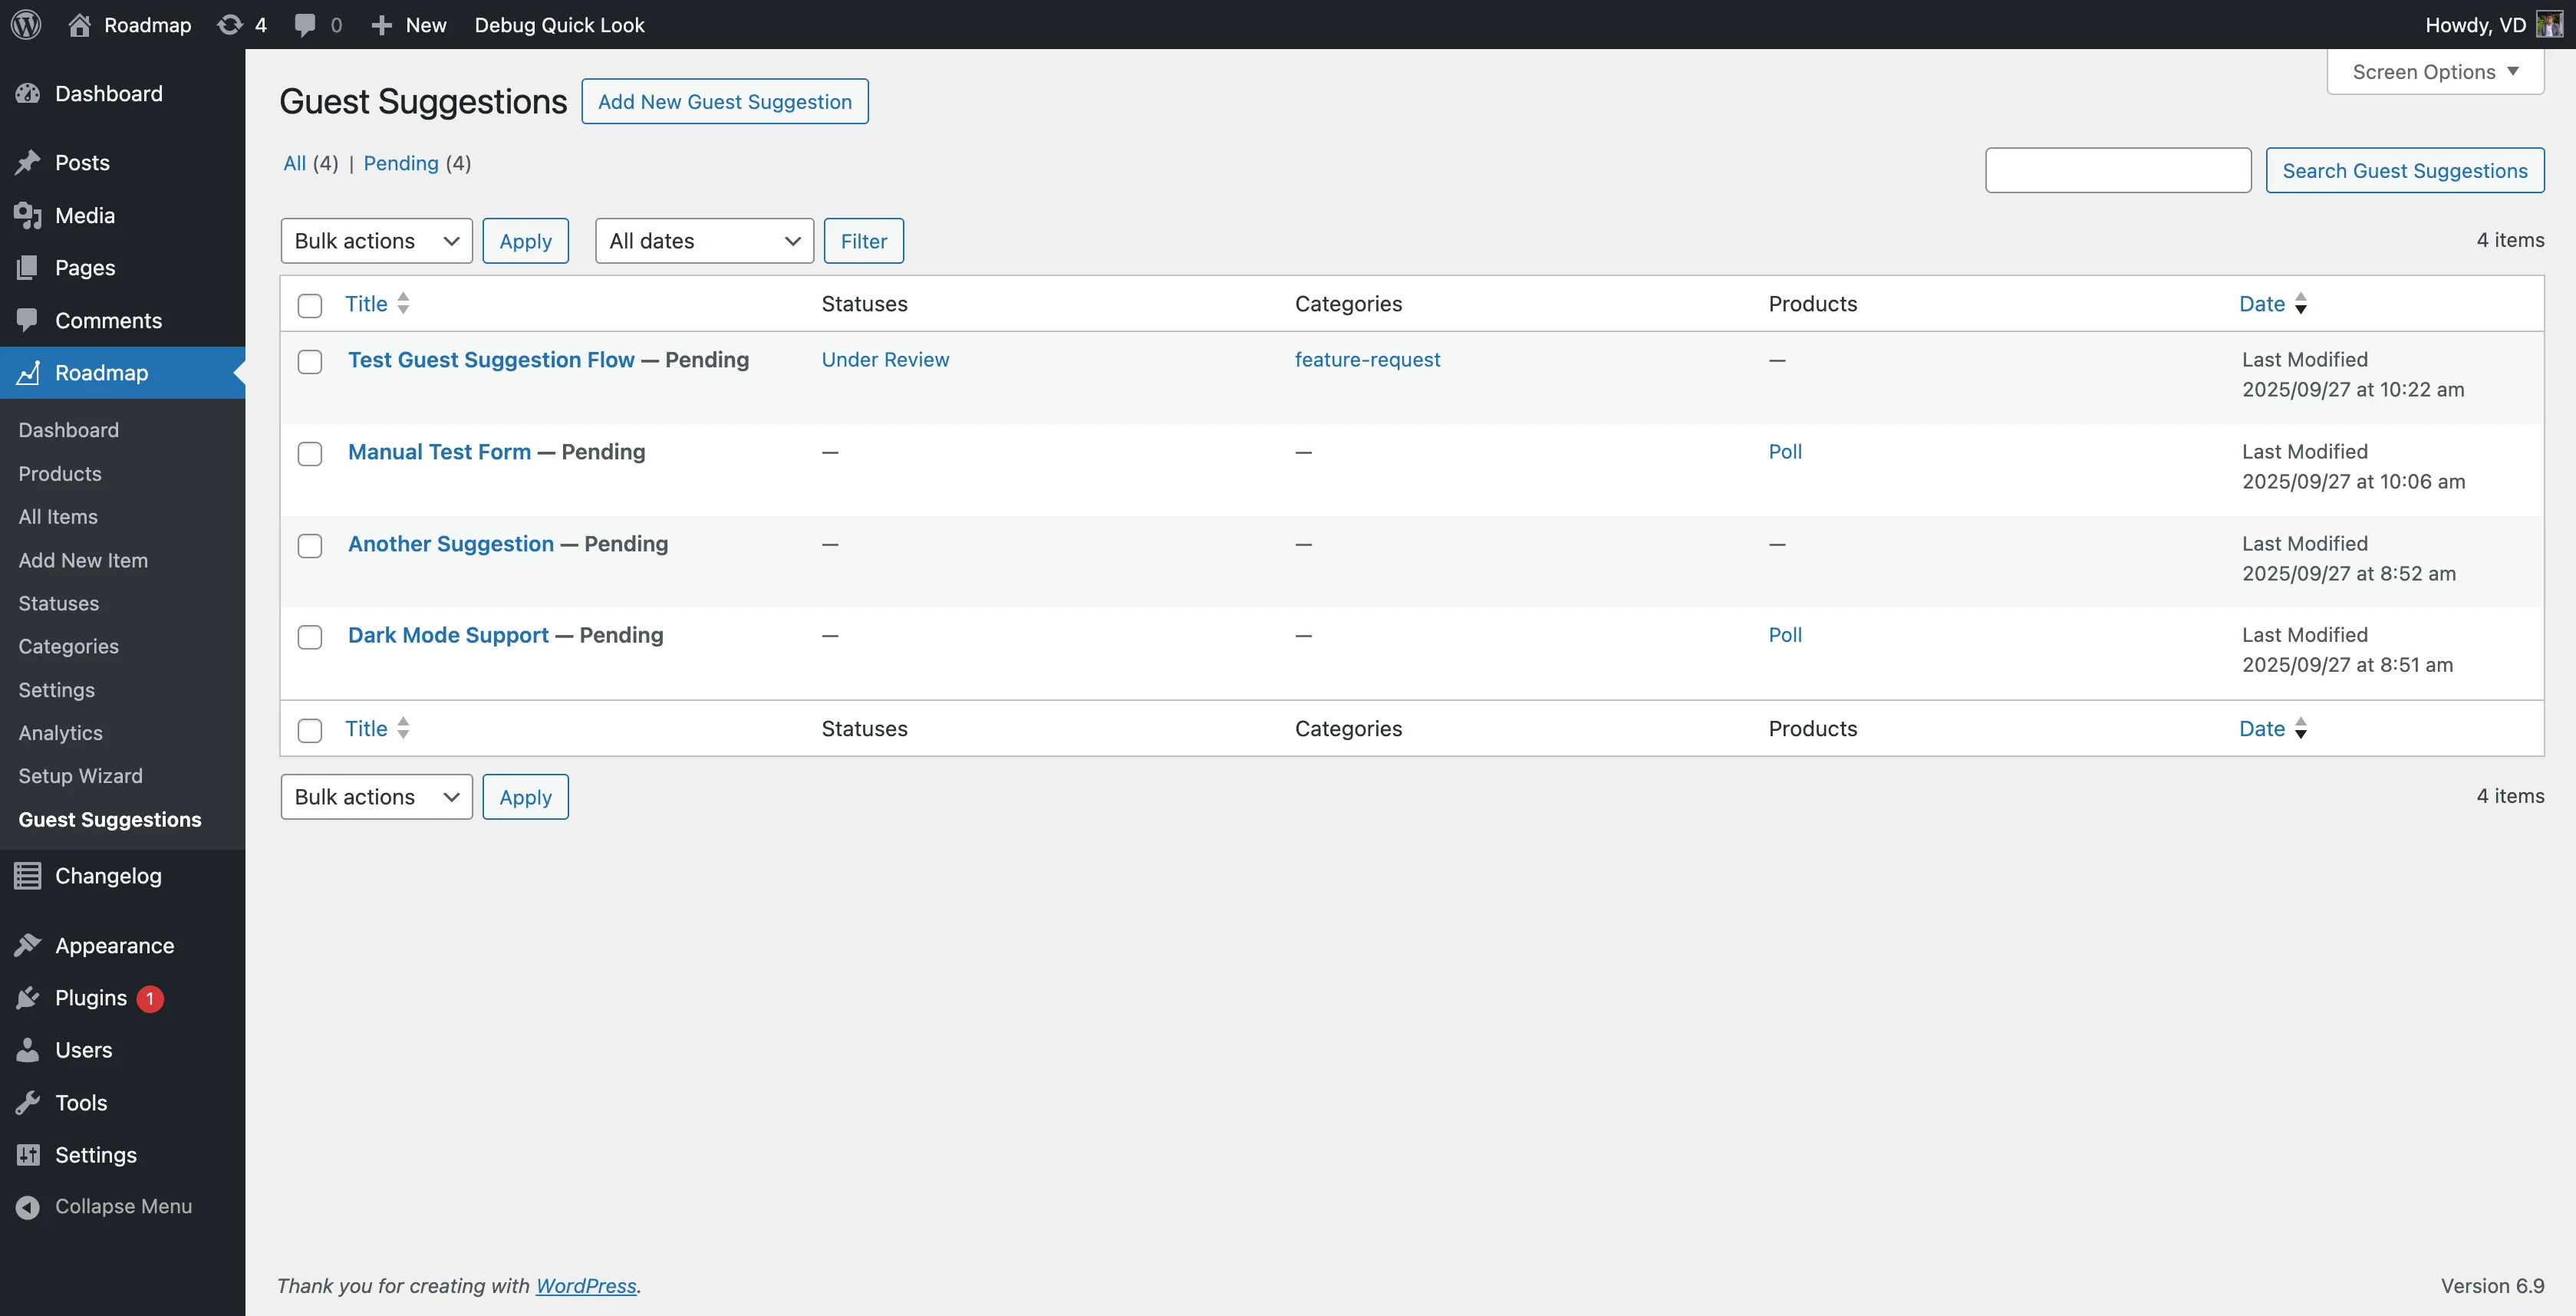 Roadmap 4 0 New Debug Quick Look Howdy, VD
Dashboard
Posts
Media
Pages
Comments
Roadmap
Dashboard
Products
All Items
Add New Item
Statuses
Categories
Settings
Analytics
Setup Wizard
Guest Suggestions
Changelog
Appearance
Plugins 1
Users
Tools
Settings
Collapse Menu
Screen Options ▼
Guest Suggestions Add New Guest Suggestion
All (4) | Pending (4)
Search Guest Suggestions
Bulk actions Apply All dates Filter 4 items
Title Statuses Categories Products Date
Test Guest Suggestion Flow — Pending Under Review feature-request — Last Modified
2025/09/27 at 10:22 am
Manual Test Form — Pending — — Poll Last Modified
2025/09/27 at 10:06 am
Another Suggestion — Pending — — — Last Modified
2025/09/27 at 8:52 am
Dark Mode Support — Pending — — Poll Last Modified
2025/09/27 at 8:51 am
Title Statuses Categories Products Date
Bulk actions Apply 4 items
Thank you for creating with WordPress. Version 6.9